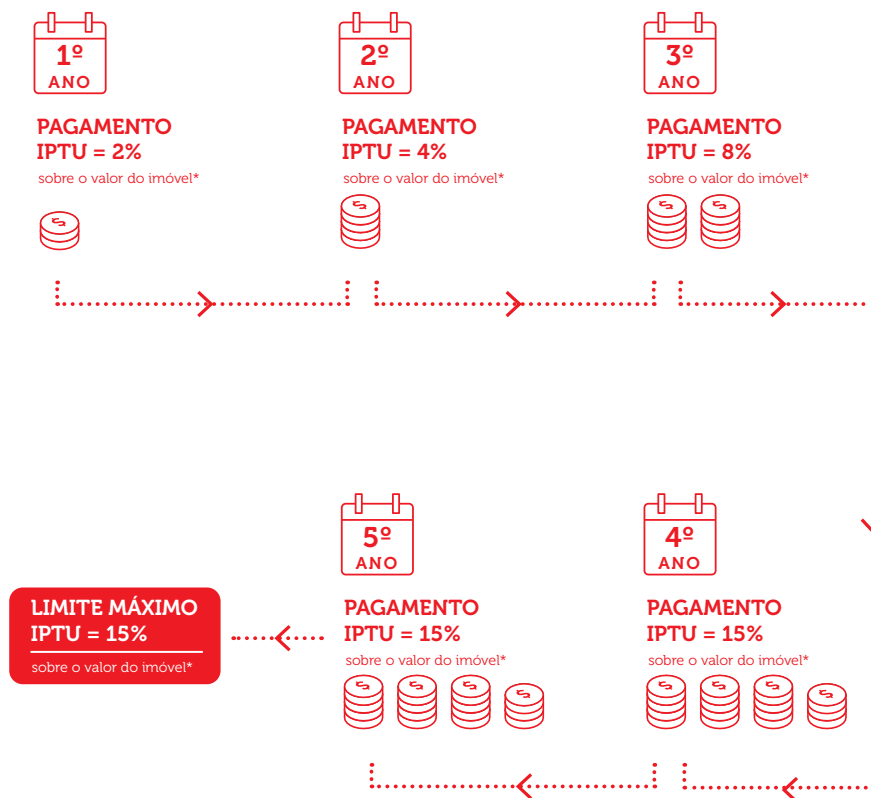 1º
ANO
PAGAMENTO
IPTU = 2%
sobre o valor do imóvel*
2º
ANO
PAGAMENTO
IPTU = 4%
sobre o valor do imóvel*
3º
ANO
PAGAMENTO
IPTU = 8%
sobre o valor do imóvel*
4º
ANO
PAGAMENTO
IPTU = 15%
sobre o valor do imóvel*
5º
ANO
PAGAMENTO
IPTU = 15%
sobre o valor do imóvel*
LIMITE MÁXIMO
IPTU = 15%
sobre o valor do imóvel*